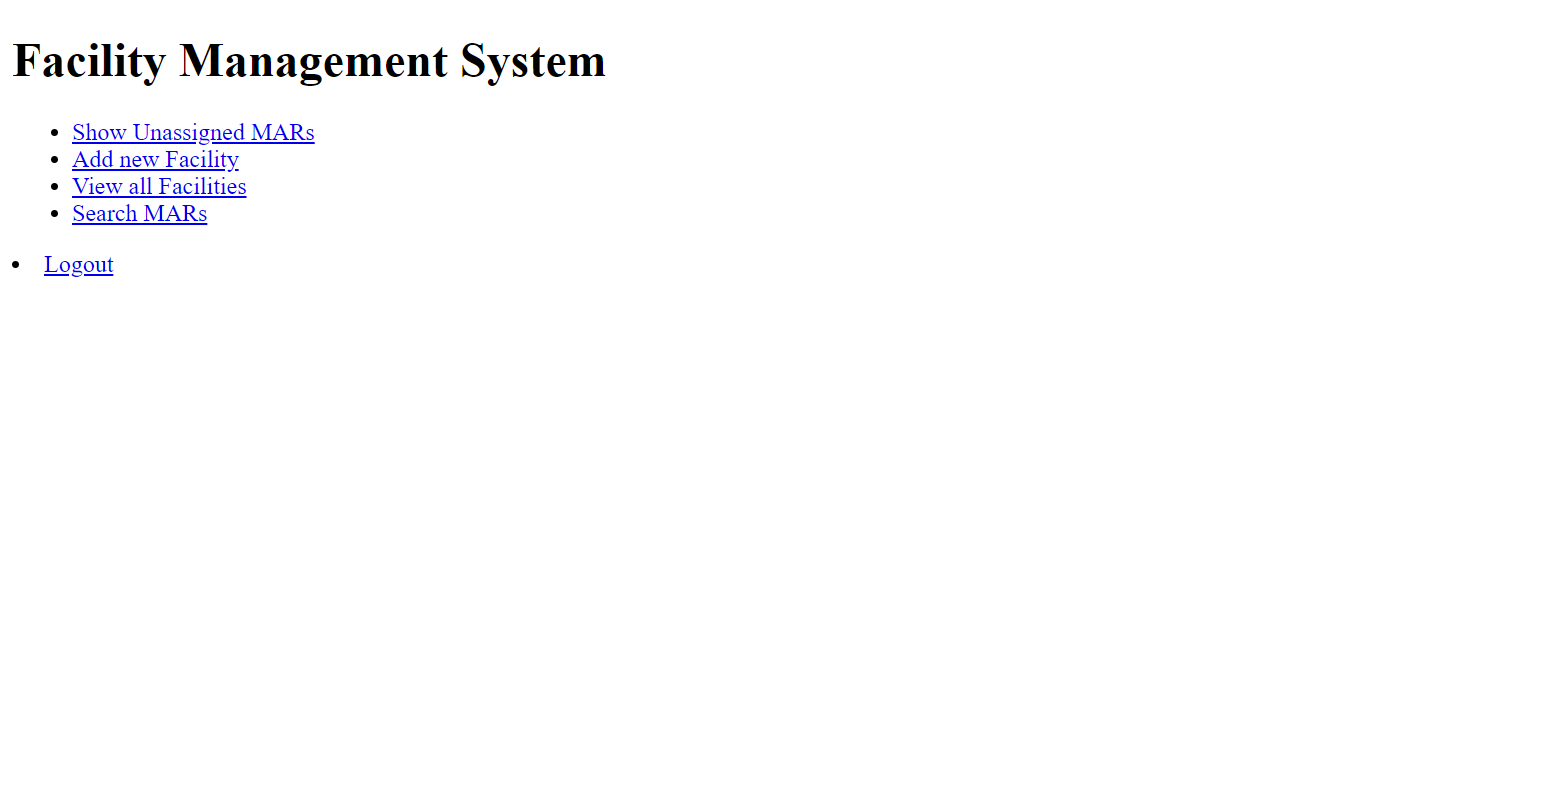 Facility Management System
Show Unassigned MARs
Add new Facility
View all Facilities
Search MARs
Logout